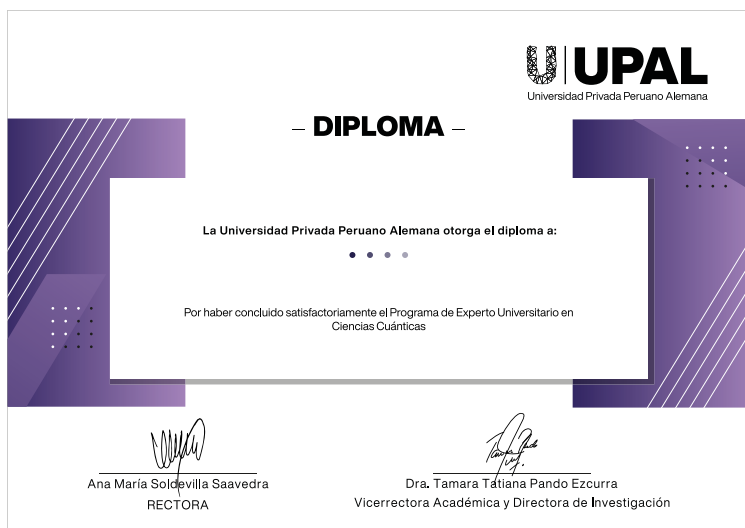 UPAL
Universidad Privada Peruano Alemana
– DIPLOMA –
La Universidad Privada Peruano Alemana otorga el diploma a:
Por haber concluido satisfactoriamente el Programa de Experto Universitario en
Ciencias Cuánticas
Ana María Soldevilla Saavedra
RECTORA
Dra. Tamara Tatiana Pando Ezcurra
Vicerrectora Académica y Directora de Investigación